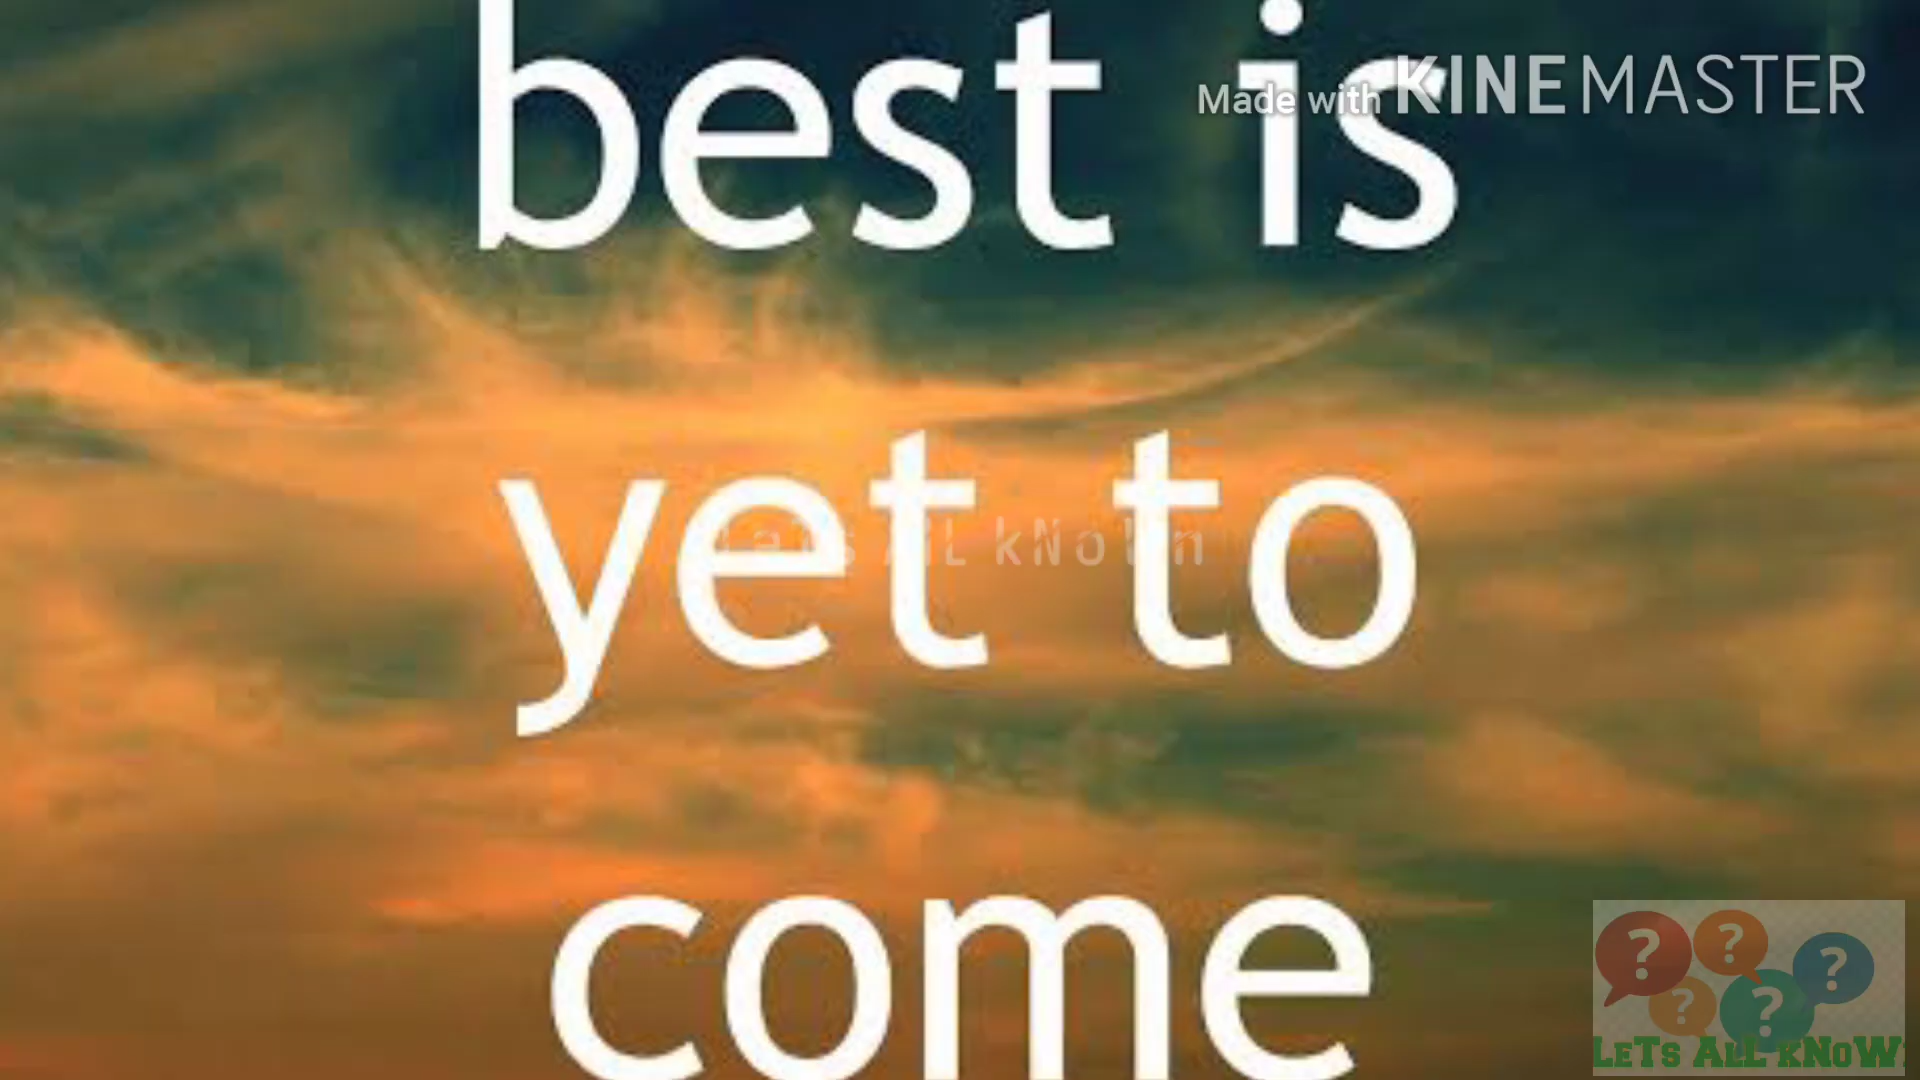 best is
Made with KINEMASTER
yet to
come
? ? ?
? ?
LeTs ALL kNoW